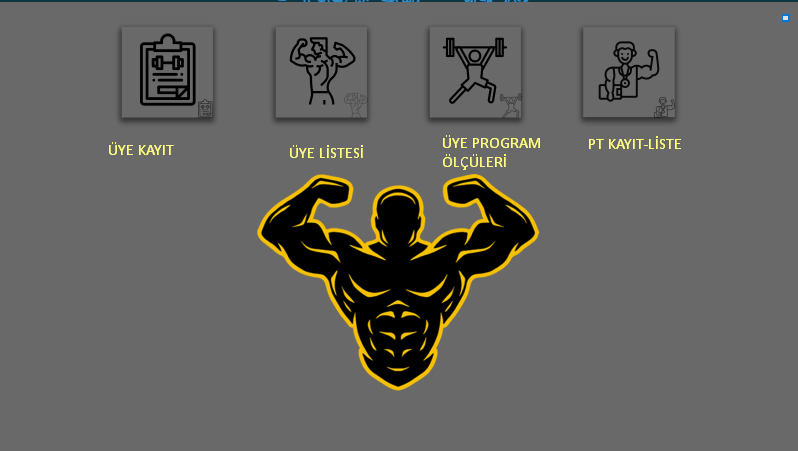 ÜYE KAYIT
ÜYE LİSTESİ
ÜYE PROGRAM
ÖLÇÜLERİ
PT KAYIT-LİSTE